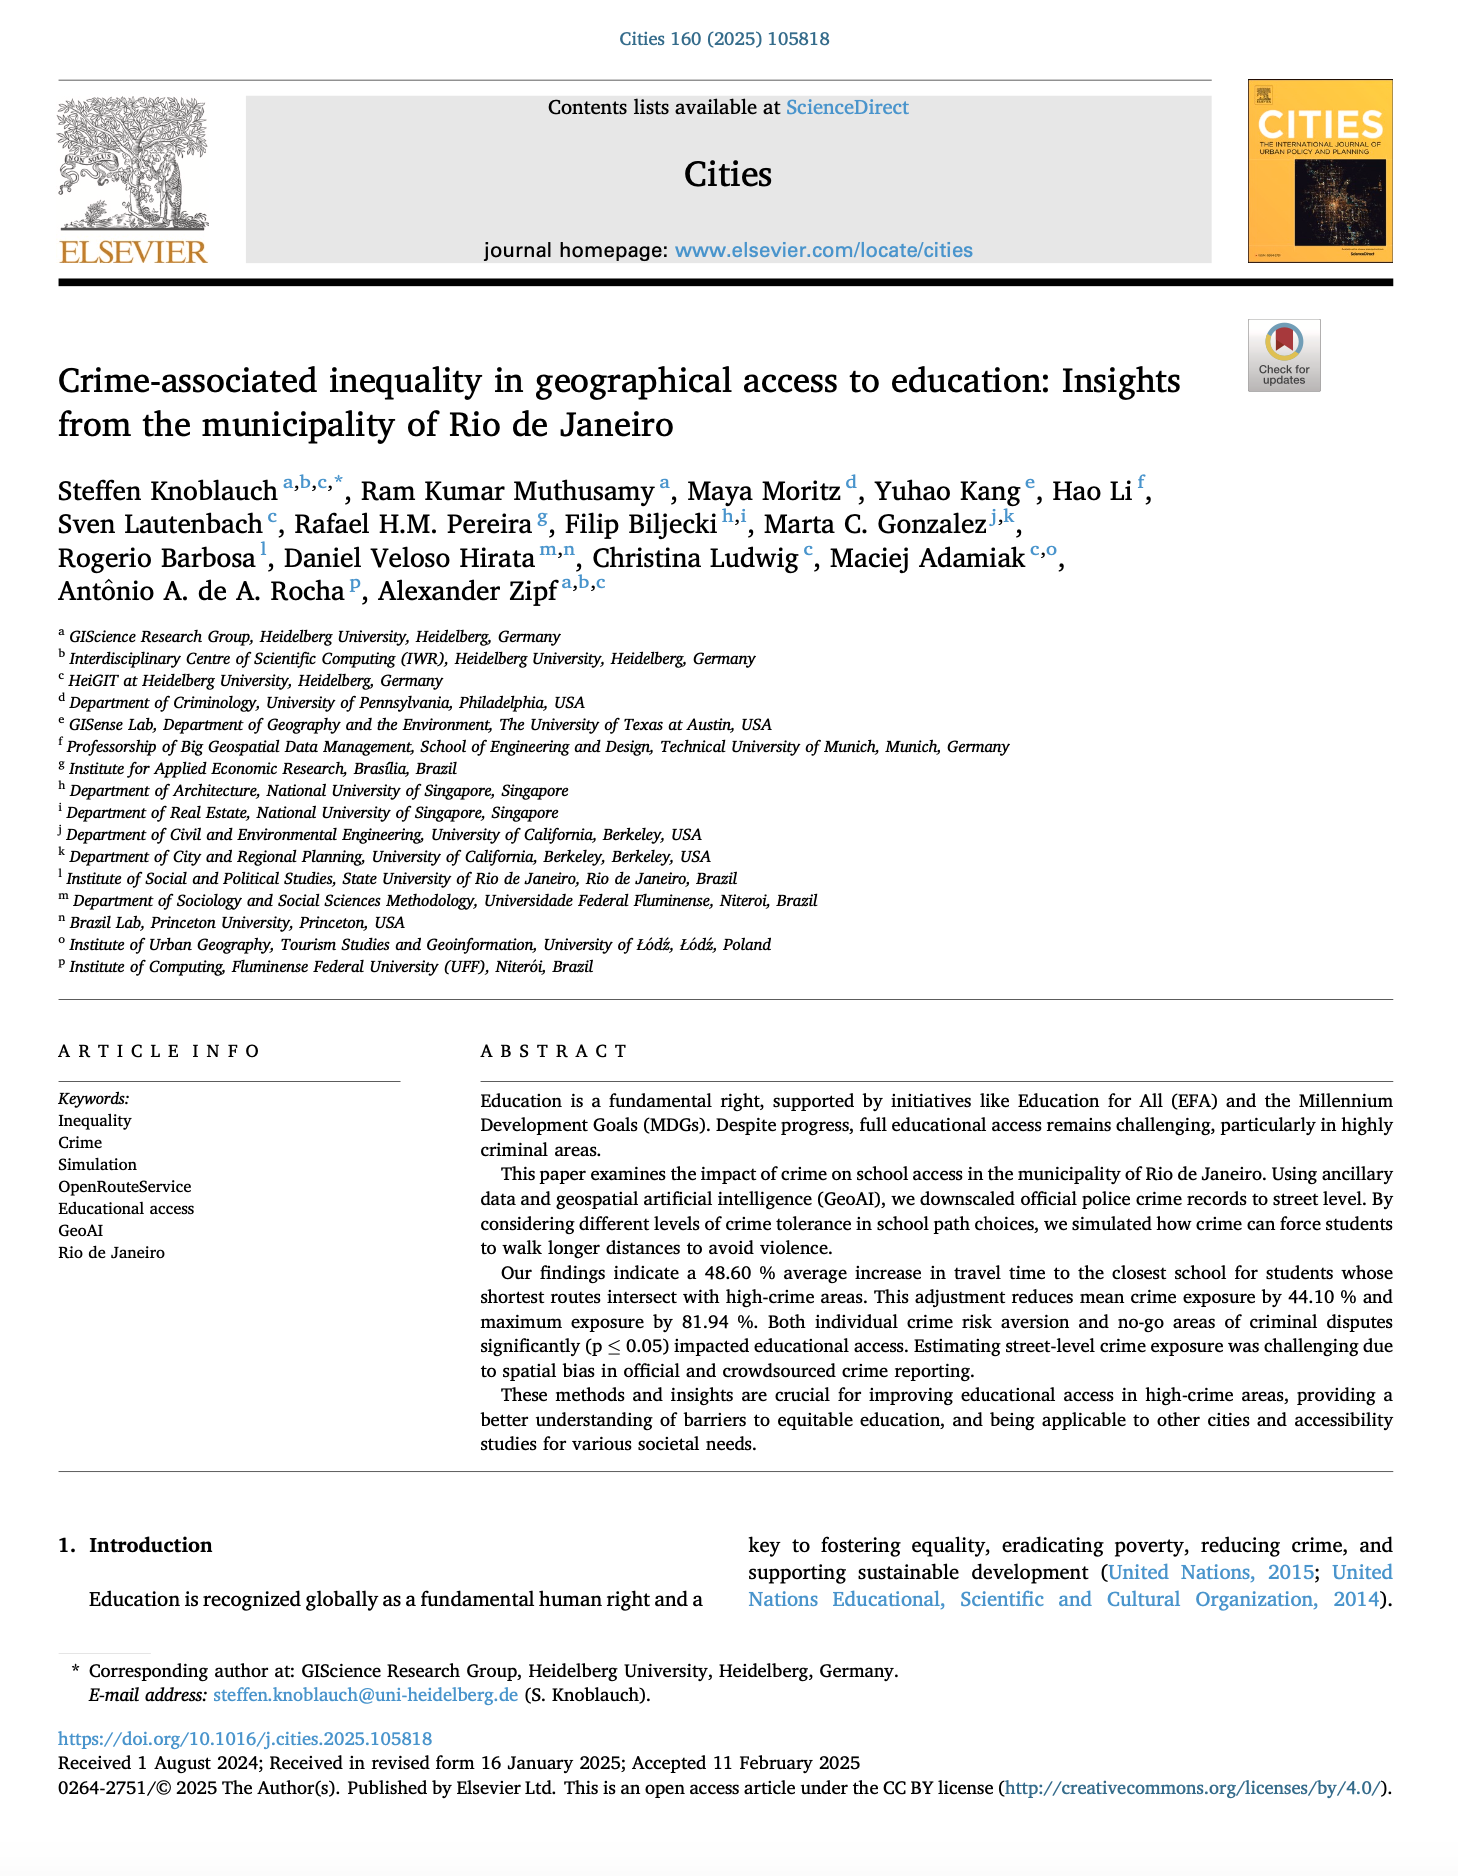 Cities 160 (2025) 105818
Contents lists available at ScienceDirect
Cities
journal homepage: www.elsevier.com/locate/cities
NON SOLUS
ELSEVIER
CITIES
THE INTERNATIONAL JOURNAL OF
URBAN POLICY AND PLANNING
ScienceDirect
Check for
updates
Crime-associated inequality in geographical access to education: Insights
from the municipality of Rio de Janeiro
Steffen Knoblauch a,b,c,*, Ram Kumar Muthusamy a, Maya Moritz d, Yuhao Kang e, Hao Li f,
Sven Lautenbach c, Rafael H.M. Pereira g, Filip Biljecki h,i, Marta C. Gonzalez j,k,
Rogerio Barbosa l, Daniel Veloso Hirata m,n, Christina Ludwig c, Maciej Adamiak c,o,
Antônio A. de A. Rocha p, Alexander Zipf a,b,c
a GIScience Research Group, Heidelberg University, Heidelberg, Germany
b Interdisciplinary Centre of Scientific Computing (IWR), Heidelberg University, Heidelberg, Germany
c HeiGIT at Heidelberg University, Heidelberg, Germany
d Department of Criminology, University of Pennsylvania, Philadelphia, USA
e GISense Lab, Department of Geography and the Environment, The University of Texas at Austin, USA
f Professorship of Big Geospatial Data Management, School of Engineering and Design, Technical University of Munich, Munich, Germany
g Institute for Applied Economic Research, Brasília, Brazil
h Department of Architecture, National University of Singapore, Singapore
i Department of Real Estate, National University of Singapore, Singapore
j Department of Civil and Environmental Engineering, University of California, Berkeley, USA
k Department of City and Regional Planning, University of California, Berkeley, Berkeley, USA
l Institute of Social and Political Studies, State University of Rio de Janeiro, Rio de Janeiro, Brazil
m Department of Sociology and Social Sciences Methodology, Universidade Federal Fluminense, Niteroi, Brazil
n Brazil Lab, Princeton University, Princeton, USA
o Institute of Urban Geography, Tourism Studies and Geoinformation, University of Łódź, Łódź, Poland
p Institute of Computing, Fluminense Federal University (UFF), Niterói, Brazil
ARTICLE INFO
Keywords:
Inequality
Crime
Simulation
OpenRouteService
Educational access
GeoAI
Rio de Janeiro
ABSTRACT
Education is a fundamental right, supported by initiatives like Education for All (EFA) and the Millennium
Development Goals (MDGs). Despite progress, full educational access remains challenging, particularly in highly
criminal areas.
This paper examines the impact of crime on school access in the municipality of Rio de Janeiro. Using ancillary
data and geospatial artificial intelligence (GeoAI), we downscaled official police crime records to street level. By
considering different levels of crime tolerance in school path choices, we simulated how crime can force students
to walk longer distances to avoid violence.
Our findings indicate a 48.60 % average increase in travel time to the closest school for students whose
shortest routes intersect with high-crime areas. This adjustment reduces mean crime exposure by 44.10 % and
maximum exposure by 81.94 %. Both individual crime risk aversion and no-go areas of criminal disputes
significantly (p ≤ 0.05) impacted educational access. Estimating street-level crime exposure was challenging due
to spatial bias in official and crowdsourced crime reporting.
These methods and insights are crucial for improving educational access in high-crime areas, providing a
better understanding of barriers to equitable education, and being applicable to other cities and accessibility
studies for various societal needs.
1. Introduction
Education is recognized globally as a fundamental human right and a
key to fostering equality, eradicating poverty, reducing crime, and
supporting sustainable development (United Nations, 2015; United
Nations Educational, Scientific and Cultural Organization, 2014).
* Corresponding author at: GIScience Research Group, Heidelberg University, Heidelberg, Germany.
E-mail address: steffen.knoblauch@uni-heidelberg.de (S. Knoblauch).
https://doi.org/10.1016/j.cities.2025.105818
Received 1 August 2024; Received in revised form 16 January 2025; Accepted 11 February 2025
0264-2751/© 2025 The Author(s). Published by Elsevier Ltd. This is an open access article under the CC BY license (http://creativecommons.org/licenses/by/4.0/).